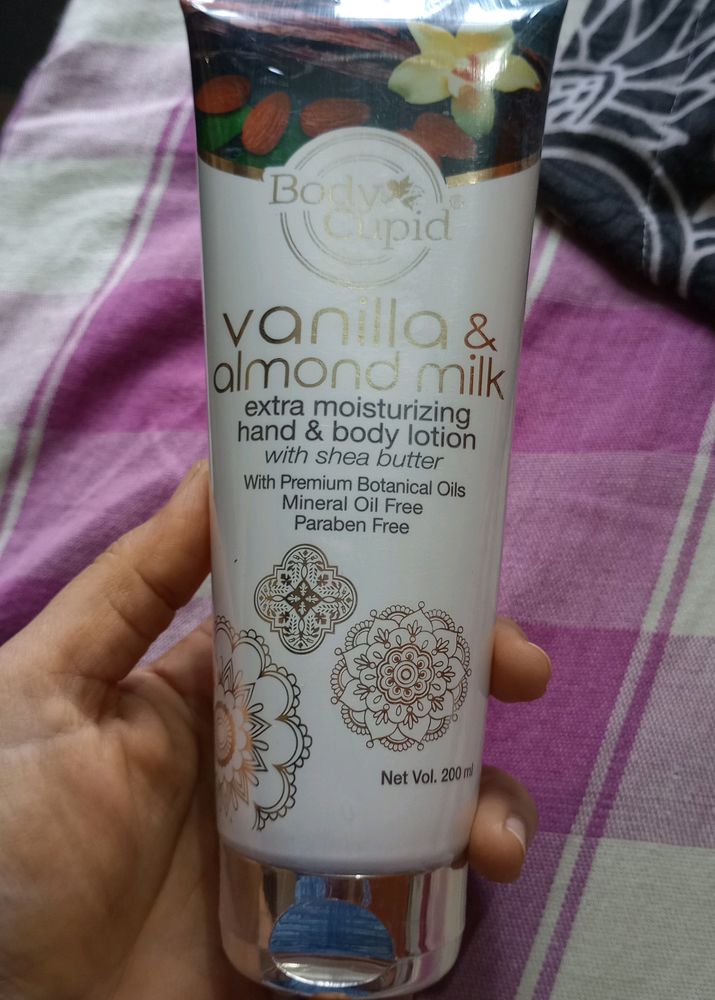 Body
Cupid®
vanilla &
almond milk
extra moisturizing
hand & body lotion
with shea butter
With Premium Botanical Oils
Mineral Oil Free
Paraben Free
Net Vol. 200 ml